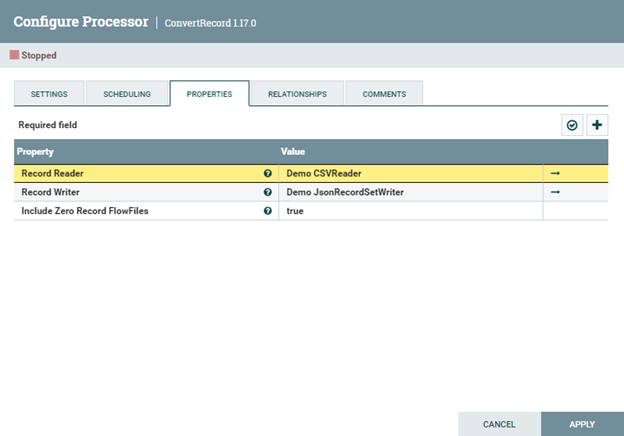 Configure Processor | ConvertRecord 1.17.0
Stopped
SETTINGS SCHEDULING PROPERTIES RELATIONSHIPS COMMENTS
Required field
Property Value
Record Reader Demo CSVReader
Record Writer Demo JsonRecordSetWriter
Include Zero Record FlowFiles true
CANCEL APPLY